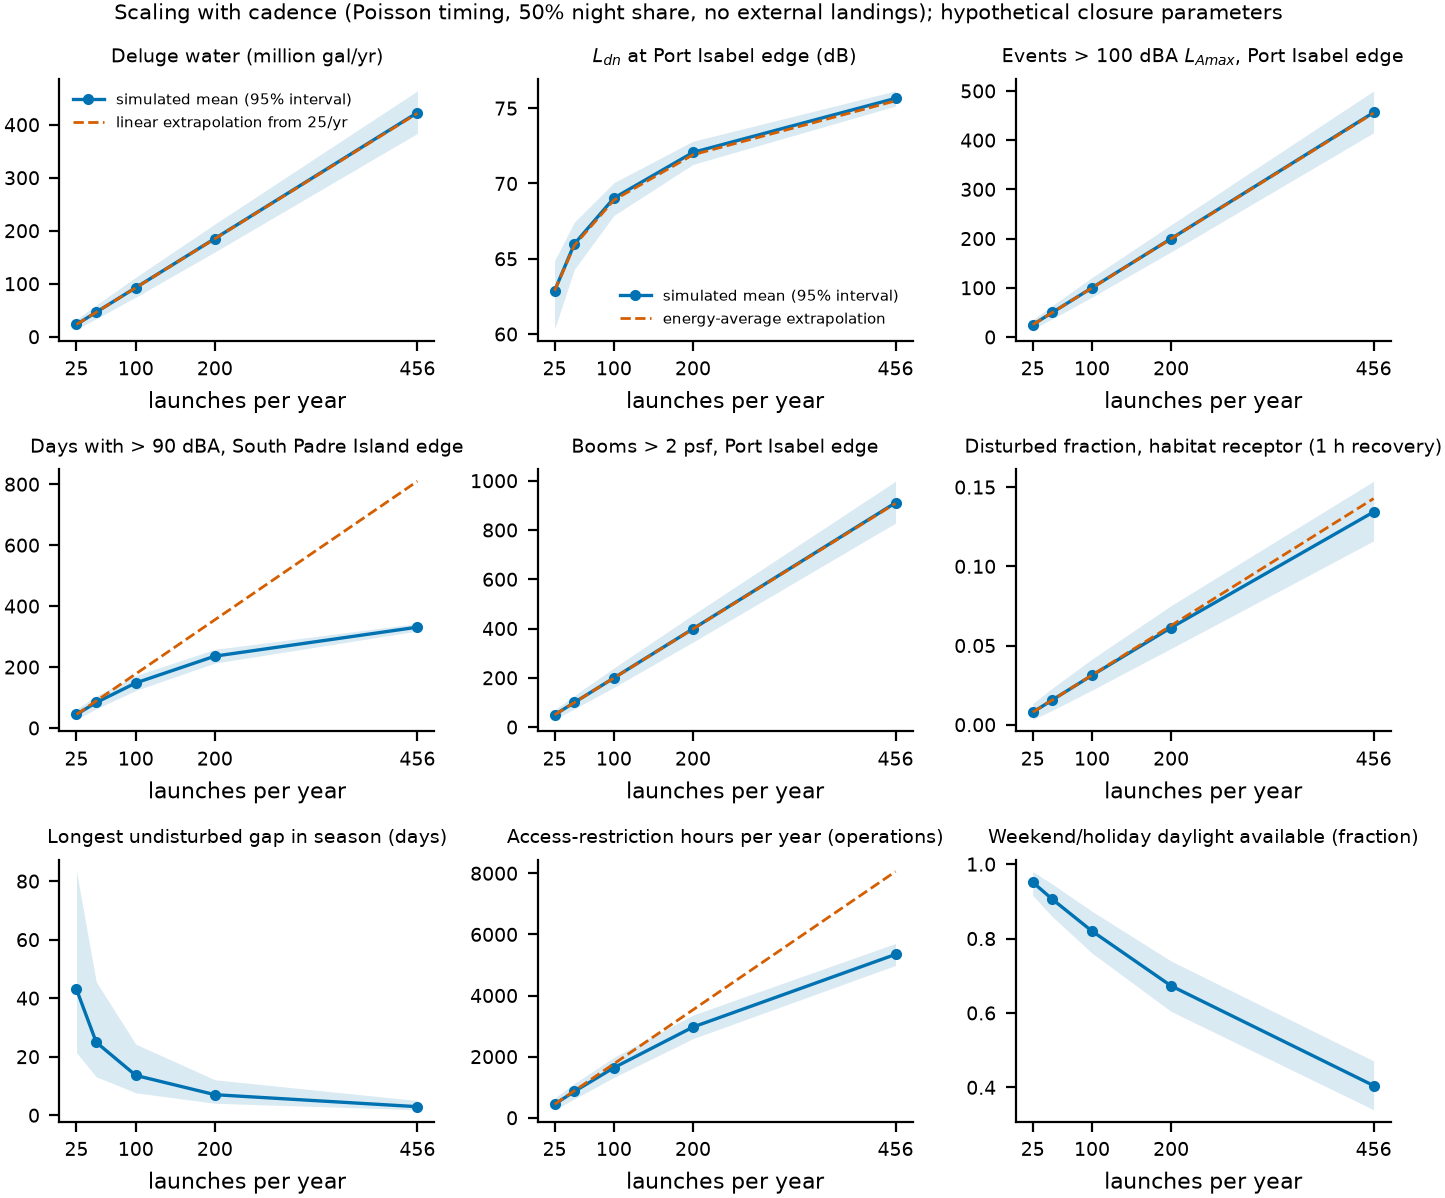 Scaling with cadence (Poisson timing, 50% night share, no external landings); hypothetical closure parameters
Deluge water (million gal/yr)
simulated mean (95% interval)
linear extrapolation from 25/yr
400
300
200
100
0
25 100 200 456
launches per year
Ldn at Port Isabel edge (dB)
75
70
65
60
simulated mean (95% interval)
energy-average extrapolation
25 100 200 456
launches per year
Events > 100 dBA LAmax, Port Isabel edge
500
400
300
200
100
0
25 100 200 456
launches per year
Days with > 90 dBA, South Padre Island edge
800
600
400
200
0
25 100 200 456
launches per year
Booms > 2 psf, Port Isabel edge
1000
800
600
400
200
0
25 100 200 456
launches per year
Disturbed fraction, habitat receptor (1 h recovery)
0.15
0.10
0.05
0.00
25 100 200 456
launches per year
Longest undisturbed gap in season (days)
80
60
40
20
0
25 100 200 456
launches per year
Access-restriction hours per year (operations)
8000
6000
4000
2000
0
25 100 200 456
launches per year
Weekend/holiday daylight available (fraction)
1.0
0.8
0.6
0.4
25 100 200 456
launches per year